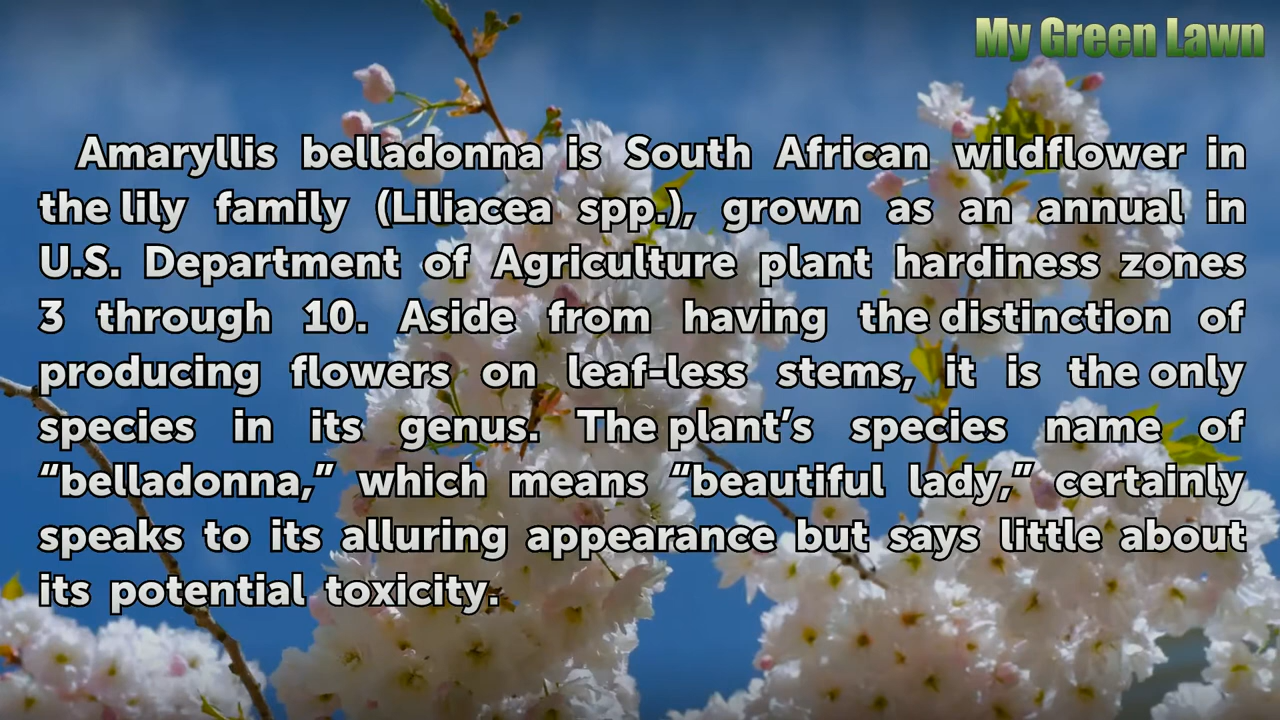 My Green Lawn
Amaryllis belladonna is South African wildflower in
the lily family (Liliacea spp.), grown as an annual in
U.S. Department of Agriculture plant hardiness zones
3 through 10. Aside from having the distinction of
producing flowers on leaf-less stems, it is the only
species in its genus. The plant’s species name of
“belladonna,” which means “beautiful lady,” certainly
speaks to its alluring appearance but says little about
its potential toxicity.